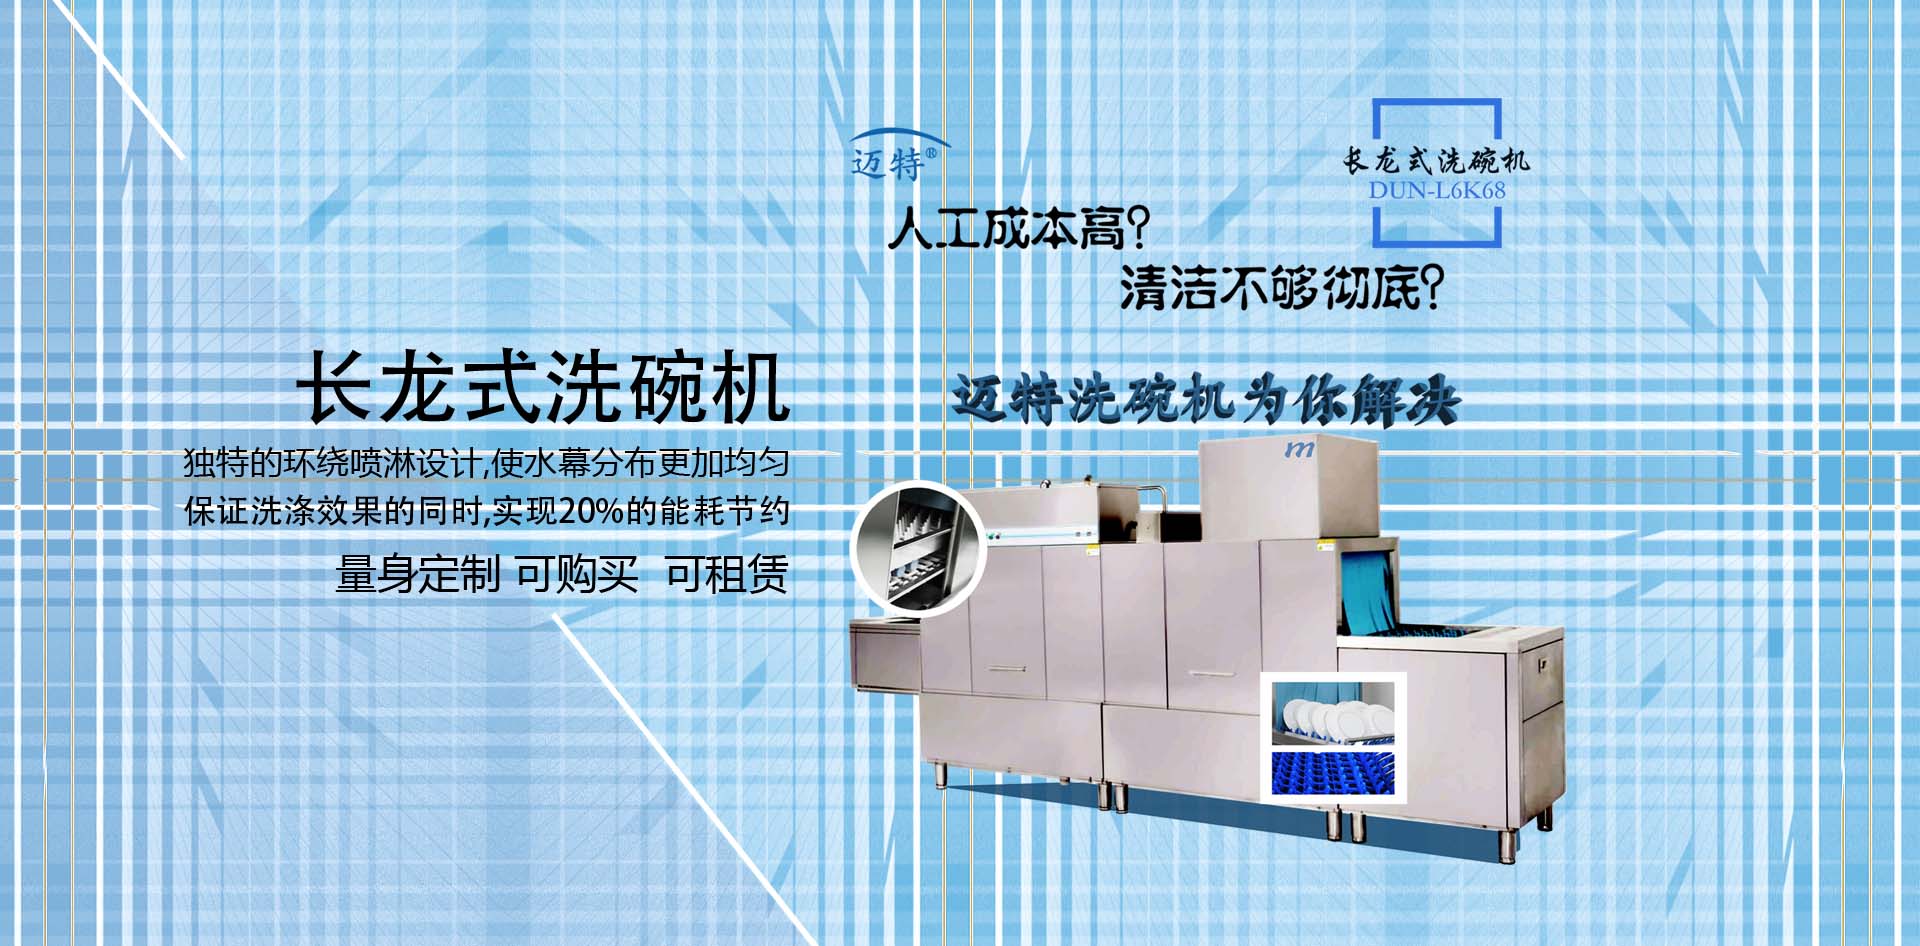 迈特®
长龙式洗碗机
DUN-L6K68
人工成本高?
清洁不够彻底?
迈特洗碗机为你解决
长龙式洗碗机
独特的环绕喷淋设计,使水幕分布更加均匀
保证洗涤效果的同时,实现20%的能耗节约
量身定制 可购买 可租赁
m